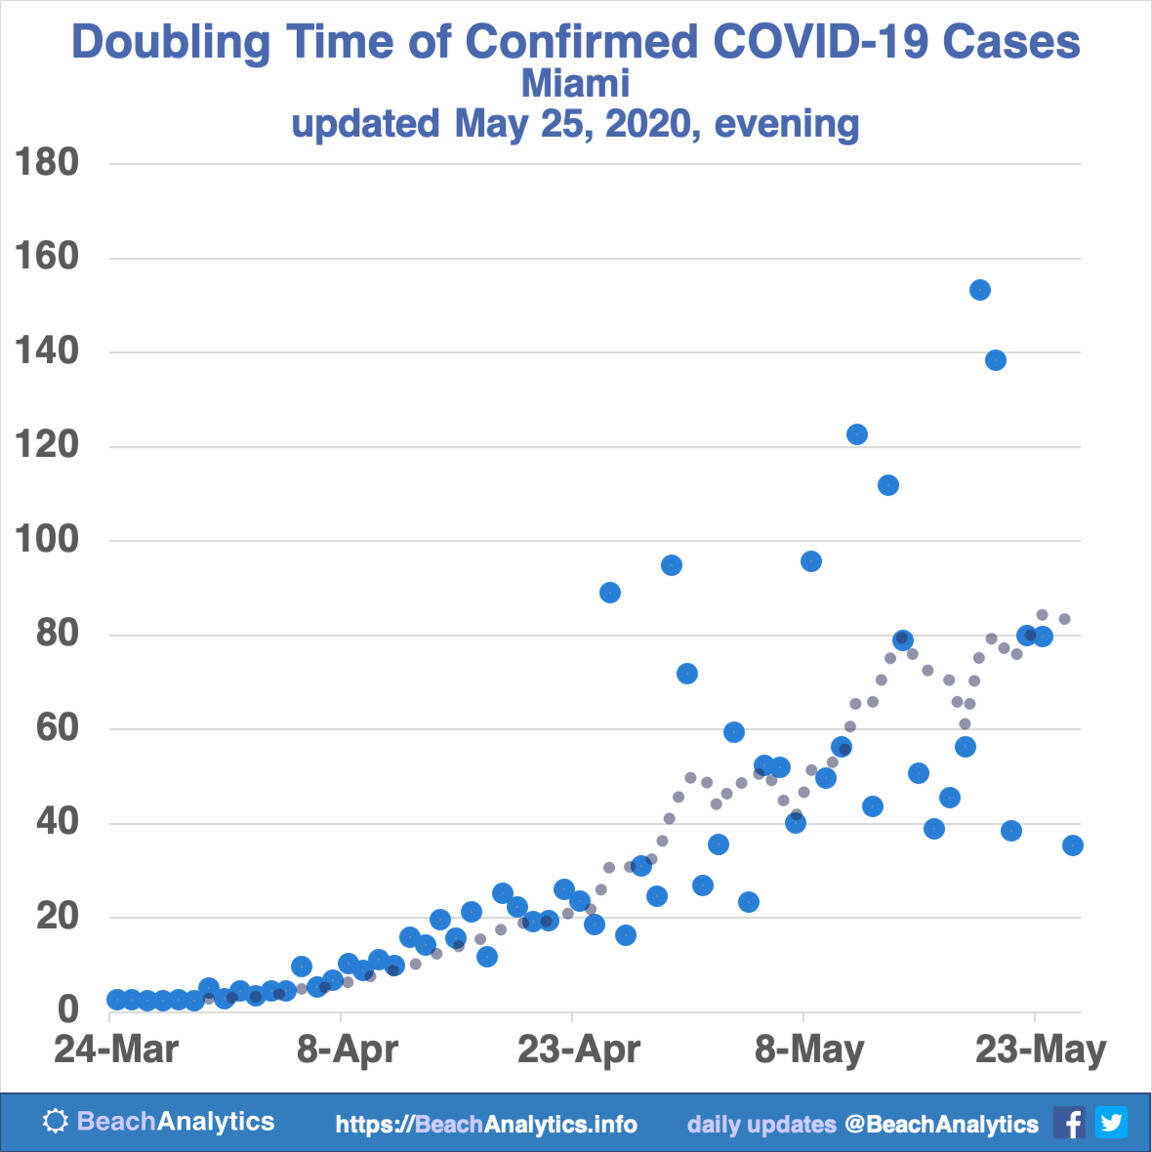 Doubling Time of Confirmed COVID-19 Cases
Miami
updated May 25, 2020, evening
180
160
140
120
100
80
60
40
20
0
24-Mar 8-Apr 23-Apr 8-May 23-May
BeachAnalytics https://BeachAnalytics.info daily updates @BeachAnalytics